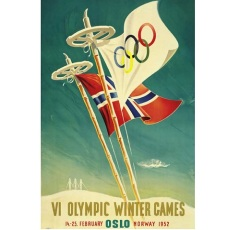 VI OLYMPIC WINTER GAMES
14-25. FEBRUARY OSLO NORWAY 1952